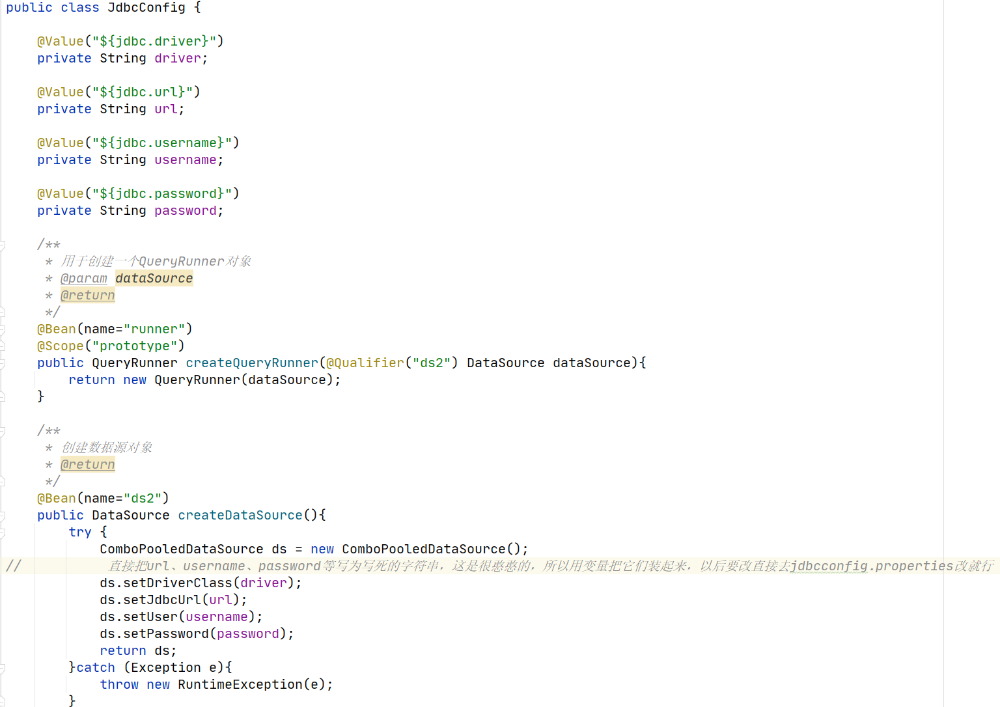 public class JdbcConfig {
@Value("${jdbc.driver}")
private String driver;
@Value("${jdbc.url}")
private String url;
@Value("${jdbc.username}")
private String username;
@Value("${jdbc.password}")
private String password;
/**
* 用于创建一个QueryRunner对象
* @param dataSource
* @return
*/
@Bean(name="runner")
@Scope("prototype")
public QueryRunner createQueryRunner(@Qualifier("ds2") DataSource dataSource){
return new QueryRunner(dataSource);
}
/**
* 创建数据源对象
* @return
*/
@Bean(name="ds2")
public DataSource createDataSource(){
try {
ComboPooledDataSource ds = new ComboPooledDataSource();
// 直接把url、username、password等写为写死的字符串，这是很憨憨的，所以用变量把它们装起来，以后要改直接去jdbcconfig.properties改就行
ds.setDriverClass(driver);
ds.setJdbcUrl(url);
ds.setUser(username);
ds.setPassword(password);
return ds;
}catch (Exception e){
throw new RuntimeException(e);
}